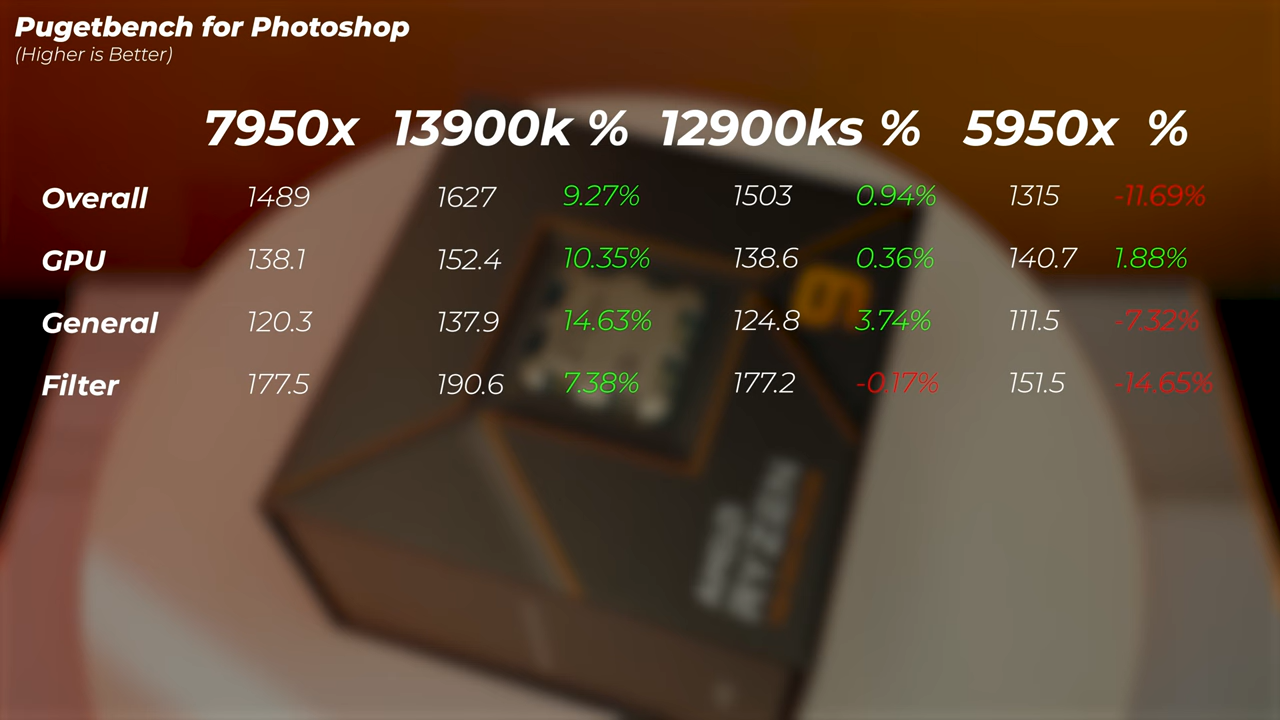 Pugetbench for Photoshop
(Higher is Better)
7950x 13900k % 12900ks % 5950x %
Overall 1489 1627 9.27% 1503 0.94% 1315 -11.69%
GPU 138.1 152.4 10.35% 138.6 0.36% 140.7 1.88%
General 120.3 137.9 14.63% 124.8 3.74% 111.5 -7.32%
Filter 177.5 190.6 7.38% 177.2 -0.17% 151.5 -14.65%
9
AMD
RYZEN